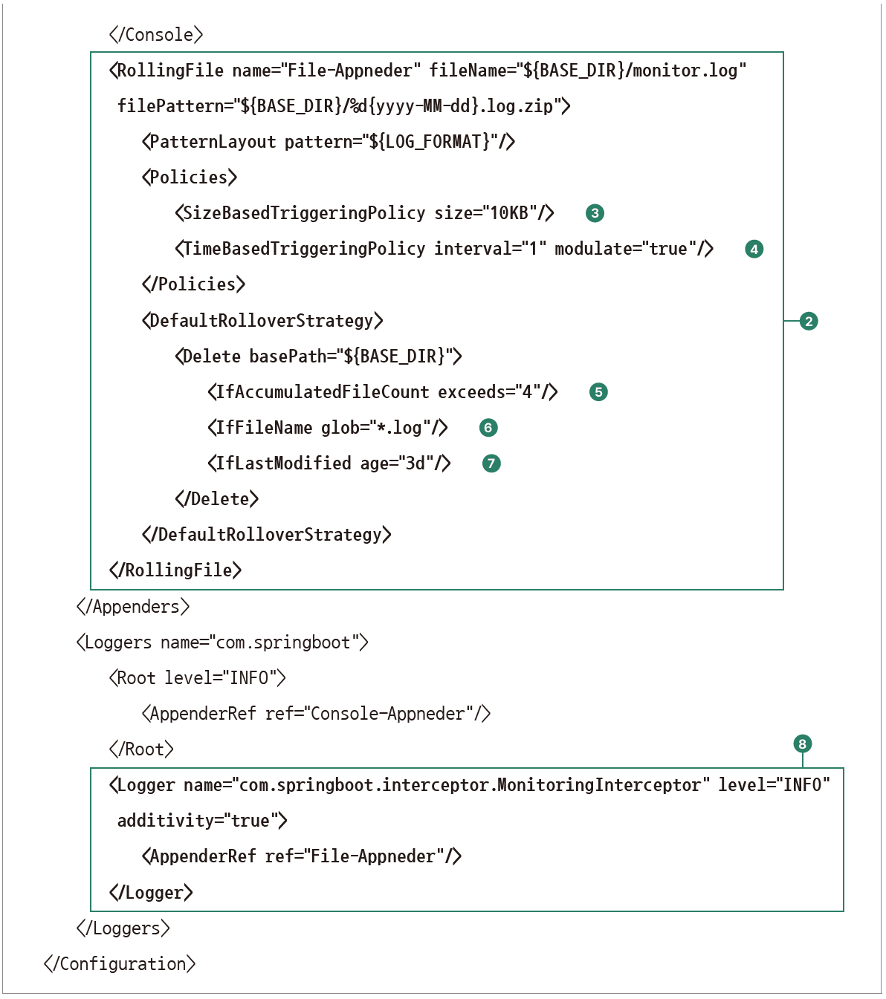 </Console>
<RollingFile name="File-Appneder" fileName="${BASE_DIR}/monitor.log"
filePattern="${BASE_DIR}/%d{yyyy-MM-dd}.log.zip">
<PatternLayout pattern="${LOG_FORMAT}"/>
<Policies>
<SizeBasedTriggeringPolicy size="10KB"/> 3
<TimeBasedTriggeringPolicy interval="1" modulate="true"/> 4
</Policies>
<DefaultRolloverStrategy> 2
<Delete basePath="${BASE_DIR}">
<IfAccumulatedFileCount exceeds="4"/> 5
<IfFileName glob="*.log"/> 6
<IfLastModified age="3d"/> 7
</Delete>
</DefaultRolloverStrategy>
</RollingFile>
</Appenders>
<Loggers name="com.springboot">
<Root level="INFO">
<AppenderRef ref="Console-Appneder"/>
</Root> 8
<Logger name="com.springboot.interceptor.MonitoringInterceptor" level="INFO"
additivity="true">
<AppenderRef ref="File-Appneder"/>
</Logger>
</Loggers>
</Configuration>